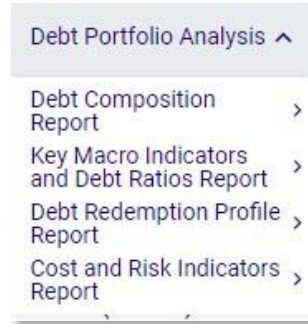 Debt Portfolio Analysis
Debt Composition
Report
Key Macro Indicators
and Debt Ratios Report
Debt Redemption Profile
Report
Cost and Risk Indicators
Report